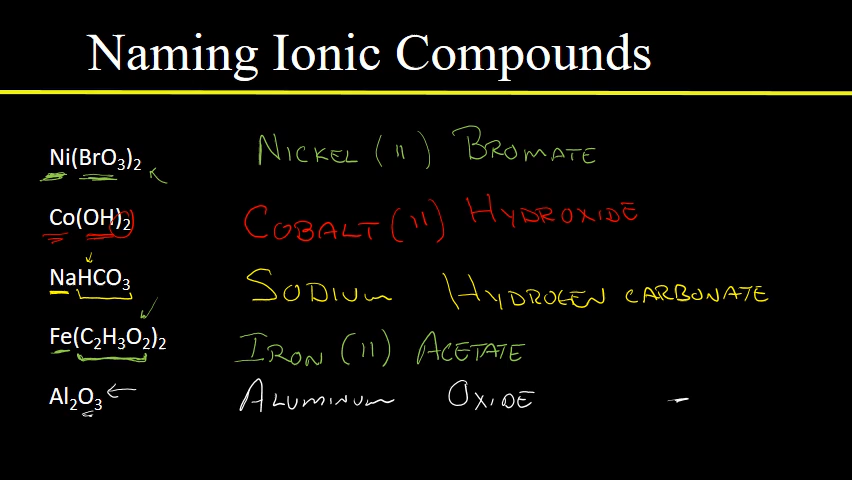 Naming Ionic Compounds
Ni(BrO₃)₂ NICKEL (II) BROMATE
Co(OH)₂ COBALT (II) HYDROXIDE
NaHCO₃ SODIUM HYDROGEN CARBONATE
Fe(C₂H₃O₂)₂ IRON (II) ACETATE
Al₂O₃ ALUMINUM OXIDE